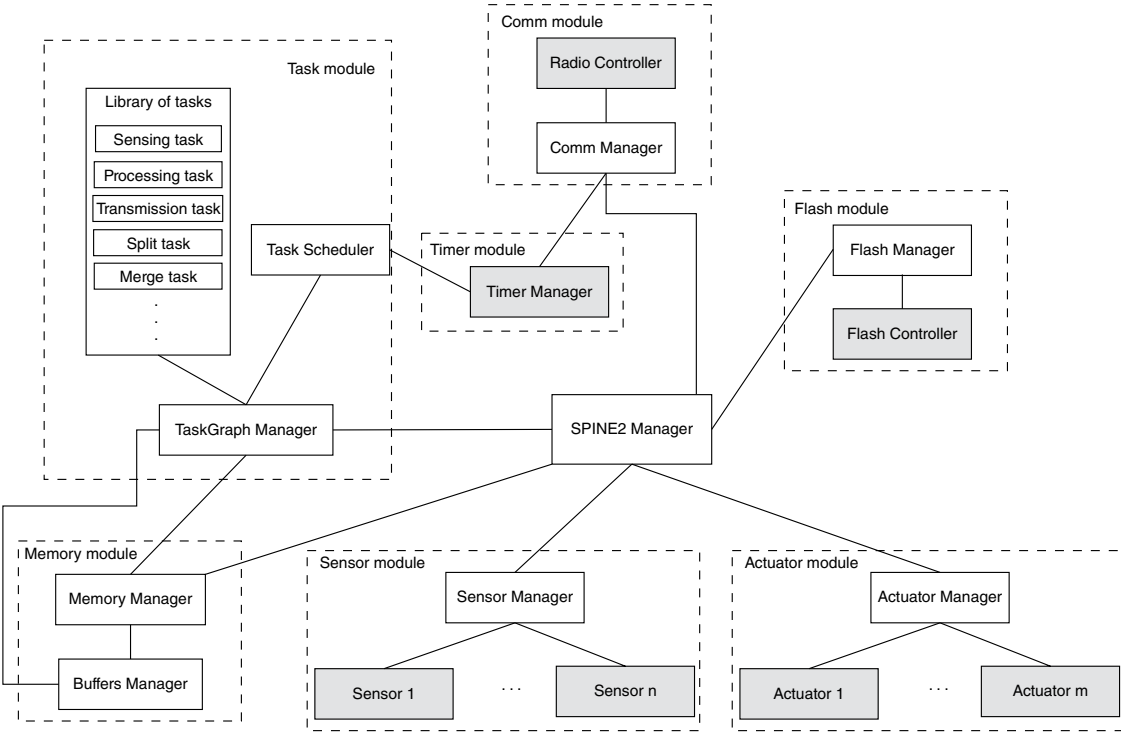 Comm module
Radio Controller
Comm Manager
Task module
Library of tasks
Sensing task
Processing task
Transmission task
Split task
Merge task
.
.
.
Task Scheduler
Timer module
Timer Manager
Flash module
Flash Manager
Flash Controller
TaskGraph Manager
SPINE2 Manager
Memory module
Memory Manager
Buffers Manager
Sensor module
Sensor Manager
Sensor 1
. . .
Sensor n
Actuator module
Actuator Manager
Actuator 1
. . .
Actuator m